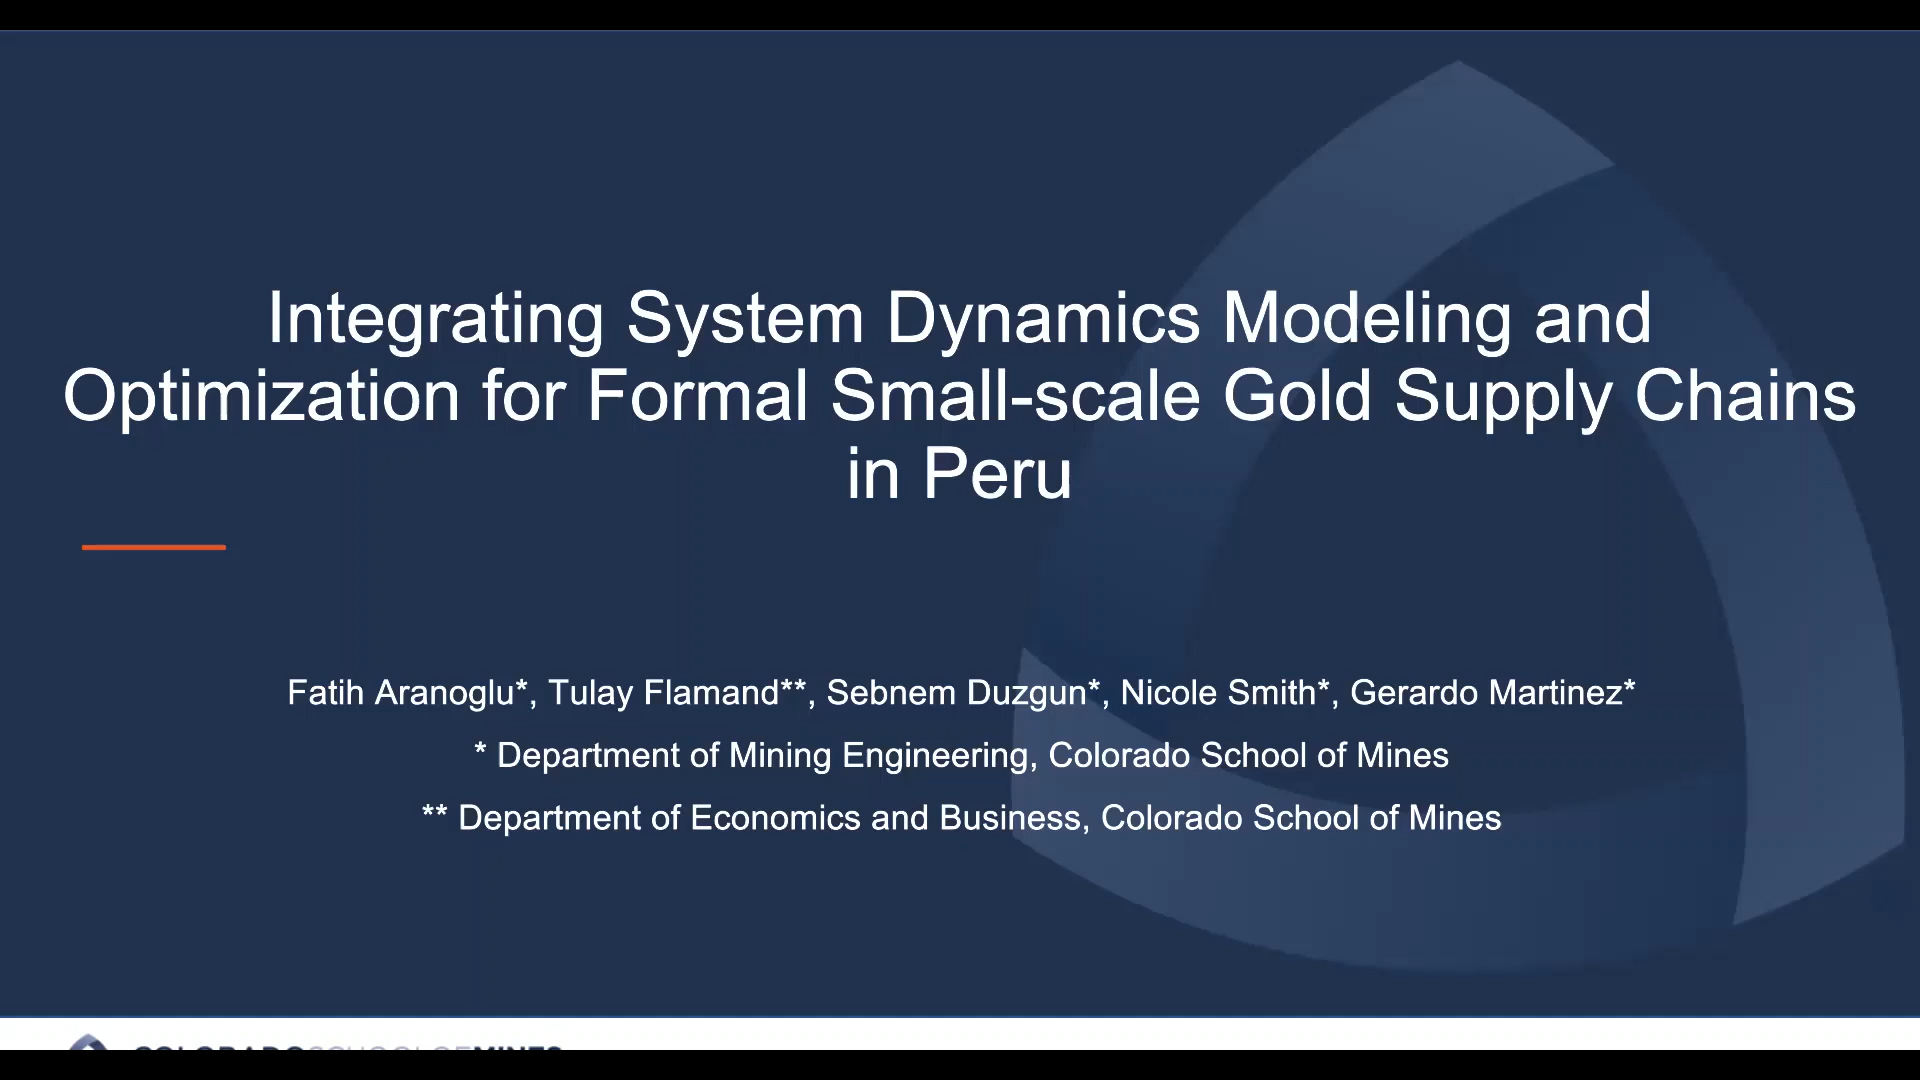 Integrating System Dynamics Modeling and
Optimization for Formal Small-scale Gold Supply Chains
in Peru
Fatih Aranoglu*, Tulay Flamand**, Sebnem Duzgun*, Nicole Smith*, Gerardo Martinez*
* Department of Mining Engineering, Colorado School of Mines
** Department of Economics and Business, Colorado School of Mines
COLORADOSCHOOLOFMINES